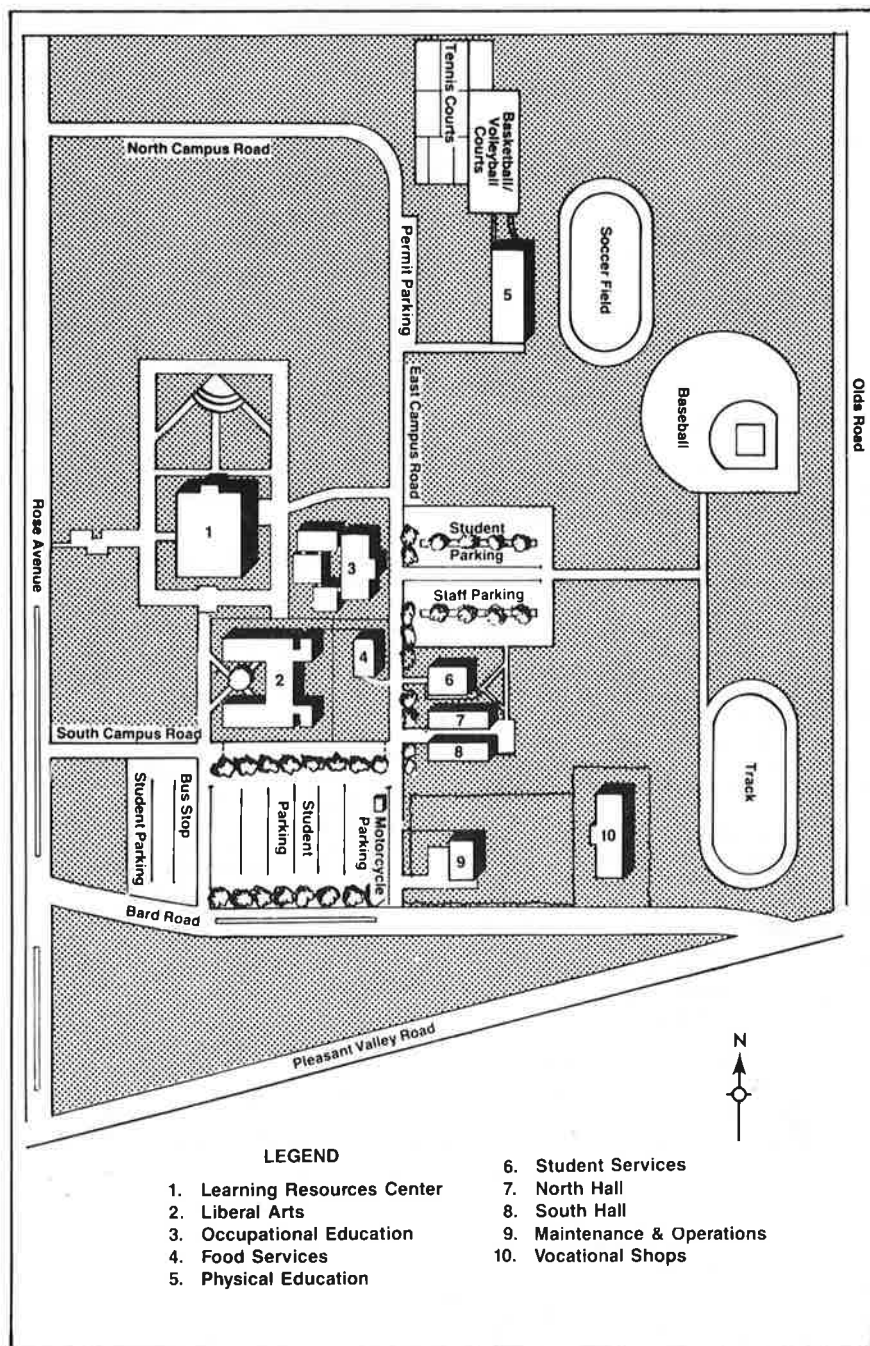 Tennis Courts
Basketball/
Volleyball
Courts
North Campus Road
Permit Parking
Soccer Field
5
Olds Road
Baseball
East Campus Road
Rose Avenue
1
Student
Parking
3
Staff Parking
4
2
6
7
South Campus Road
8
Track
Bus Stop
Student Parking
Student
Parking
Motorcycle
Parking
9
10
Bard Road
Pleasant Valley Road
N
LEGEND
1. Learning Resources Center
2. Liberal Arts
3. Occupational Education
4. Food Services
5. Physical Education
6. Student Services
7. North Hall
8. South Hall
9. Maintenance & Operations
10. Vocational Shops